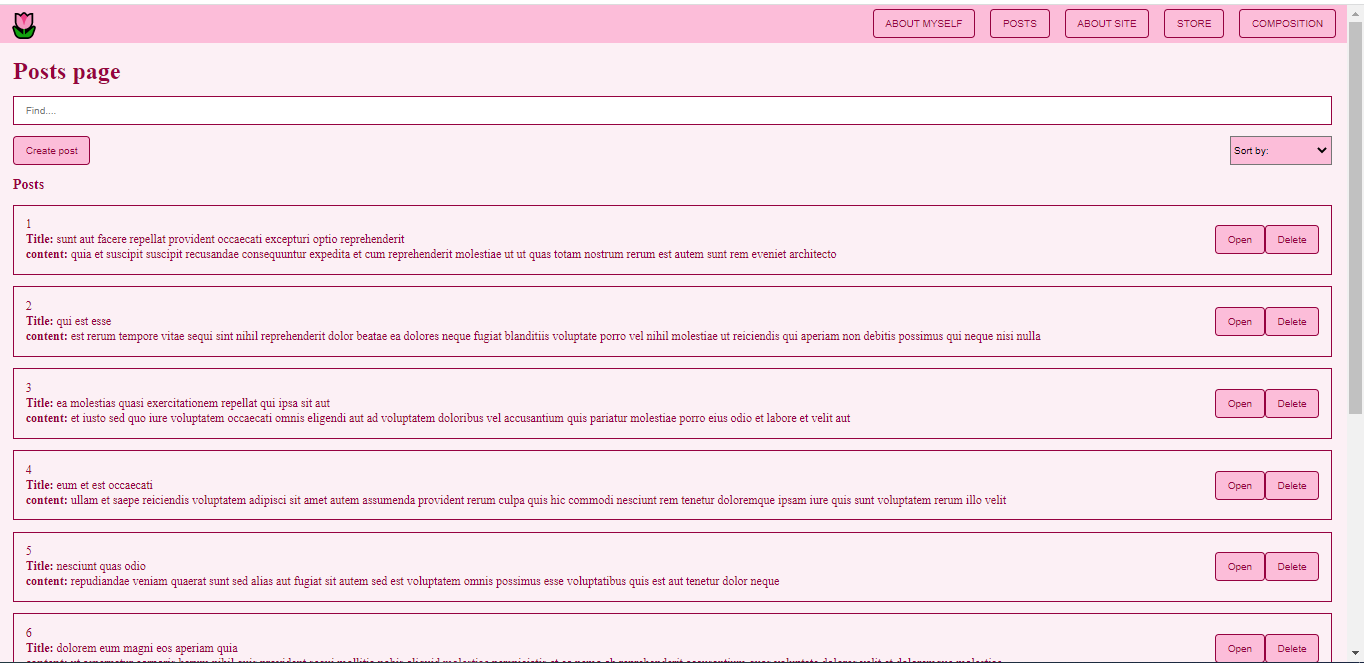 ABOUT MYSELF POSTS ABOUT SITE STORE COMPOSITION
Posts page
Find....
Create post Sort by:
Posts
1
Title: sunt aut facere repellat provident occaecati excepturi optio reprehenderit
content: quia et suscipit suscipit recusandae consequuntur expedita et cum reprehenderit molestiae ut ut quas totam nostrum rerum est autem sunt rem eveniet architecto
Open Delete
2
Title: qui est esse
content: est rerum tempore vitae sequi sint nihil reprehenderit dolor beatae ea dolores neque fugiat blanditiis voluptate porro vel nihil molestiae ut reiciendis qui aperiam non debitis possimus qui neque nisi nulla
Open Delete
3
Title: ea molestias quasi exercitationem repellat qui ipsa sit aut
content: et iusto sed quo iure voluptatem occaecati omnis eligendi aut ad voluptatem doloribus vel accusantium quis pariatur molestiae porro eius odio et labore et velit aut
Open Delete
4
Title: eum et est occaecati
content: ullam et saepe reiciendis voluptatem adipisci sit amet autem assumenda provident rerum culpa quis hic commodi nesciunt rem tenetur doloremque ipsam iure quis sunt voluptatem rerum illo velit
Open Delete
5
Title: nesciunt quas odio
content: repudiandae veniam quaerat sunt sed alias aut fugiat sit autem sed est voluptatem omnis possimus esse voluptatibus quis est aut tenetur dolor neque
Open Delete
6
Title: dolorem eum magni eos aperiam quia
Open Delete